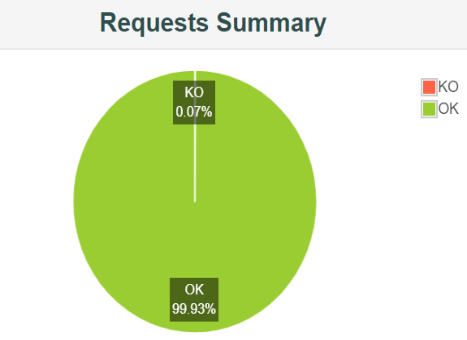 Requests Summary
KO
0.07%
KO
OK
OK
99.93%